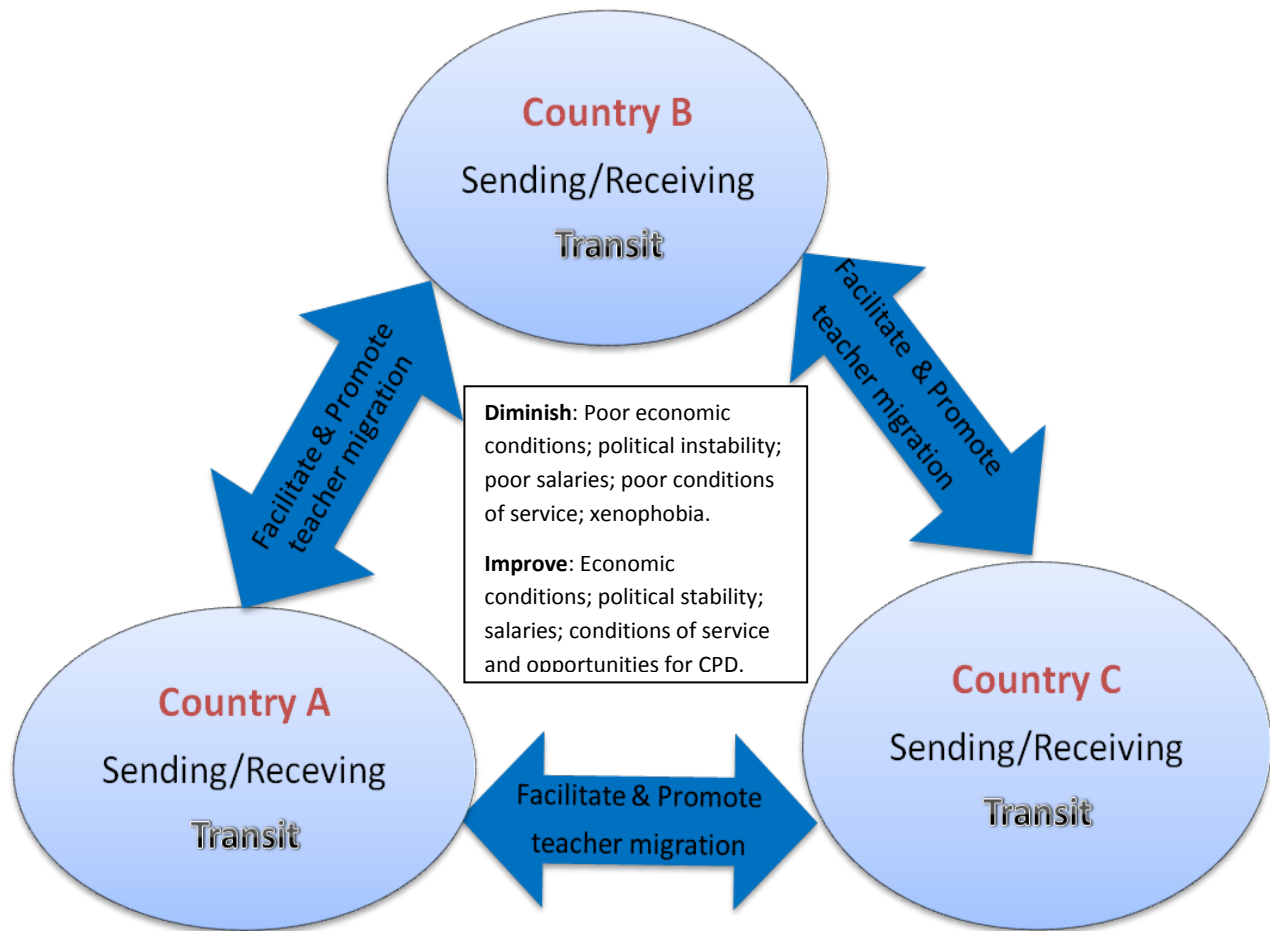 Country B
Sending/Receiving
Transit
Facilitate & Promote
teacher migration
Facilitate & Promote
teacher migration
Diminish: Poor economic
conditions; political instability;
poor salaries; poor conditions
of service; xenophobia.
Improve: Economic
conditions; political stability;
salaries; conditions of service
and opportunities for CPD.
Country A
Sending/Receving
Transit
Facilitate & Promote
teacher migration
Country C
Sending/Receiving
Transit